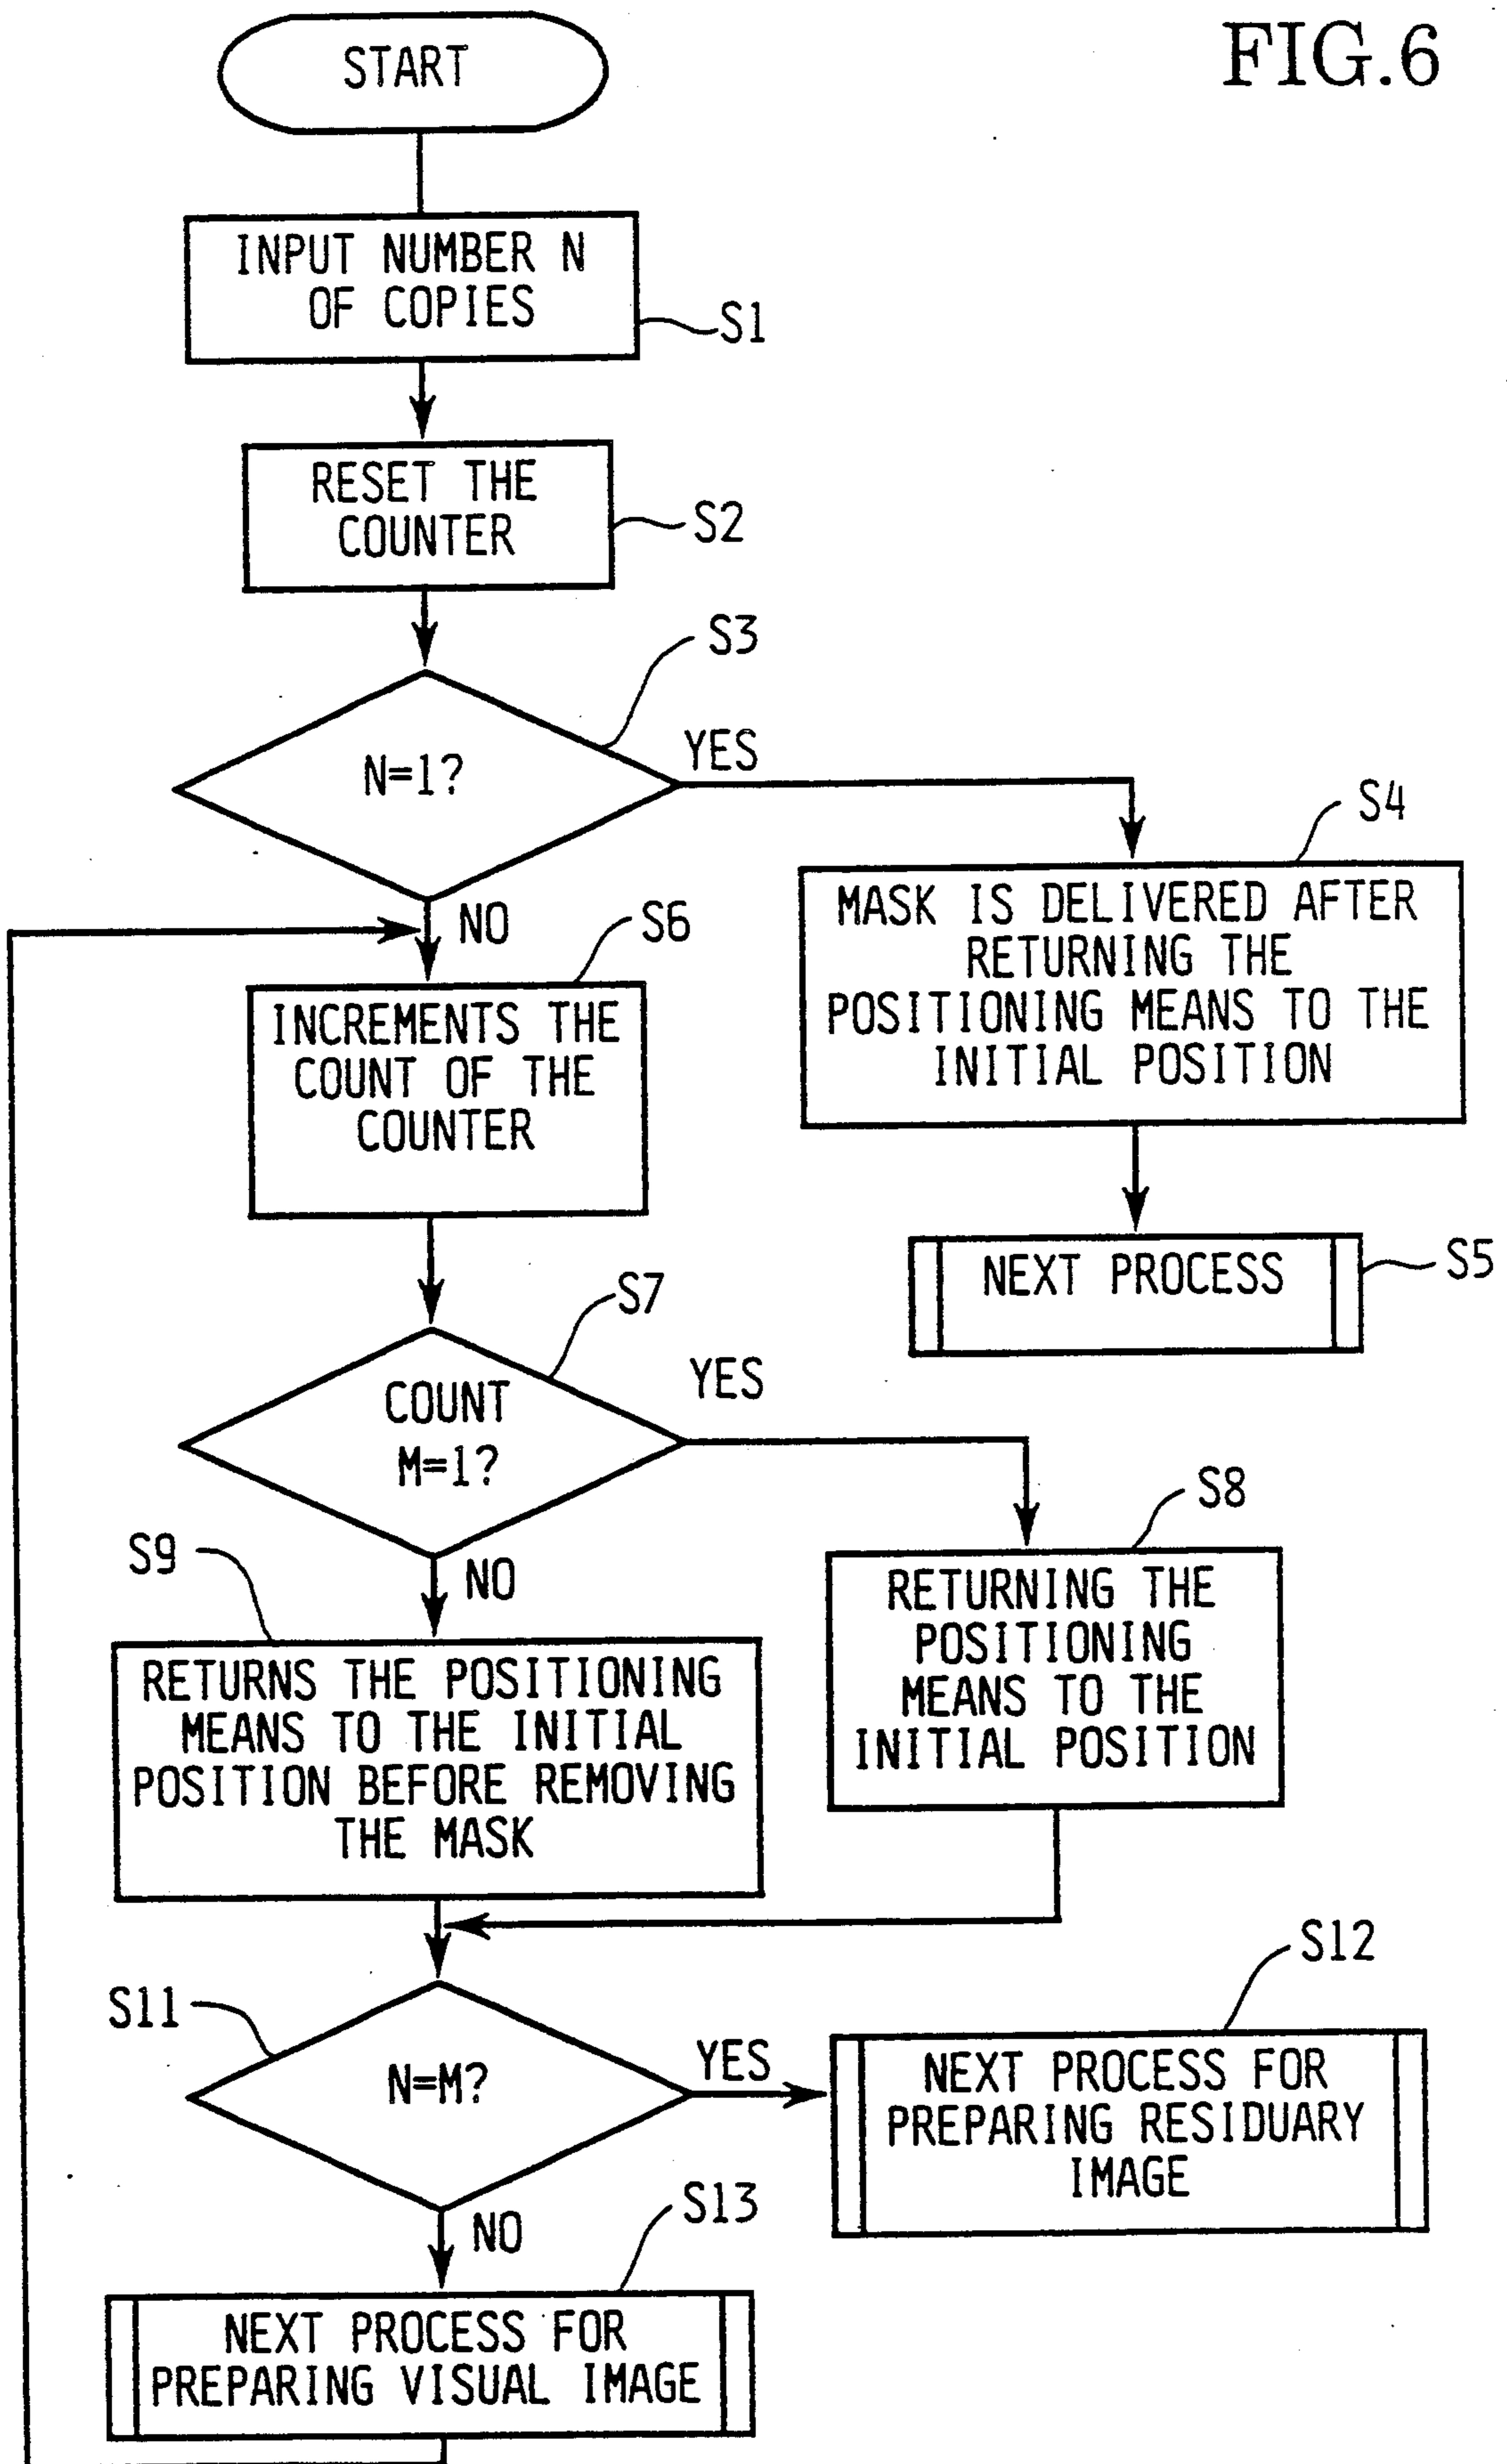 FIG.6
START
INPUT NUMBER N
OF COPIES
S1
RESET THE
COUNTER
S2
S3
N=1?
YES
NO
S4
MASK IS DELIVERED AFTER
RETURNING THE
POSITIONING MEANS TO THE
INITIAL POSITION
S5
NEXT PROCESS
S6
INCREMENTS THE
COUNT OF THE
COUNTER
S7
COUNT
M=1?
YES
NO
S8
RETURNING THE
POSITIONING
MEANS TO THE
INITIAL POSITION
S9
RETURNS THE POSITIONING
MEANS TO THE INITIAL
POSITION BEFORE REMOVING
THE MASK
S11
N=M?
YES
NO
S12
NEXT PROCESS FOR
PREPARING RESIDUARY
IMAGE
S13
NEXT PROCESS FOR
PREPARING VISUAL IMAGE